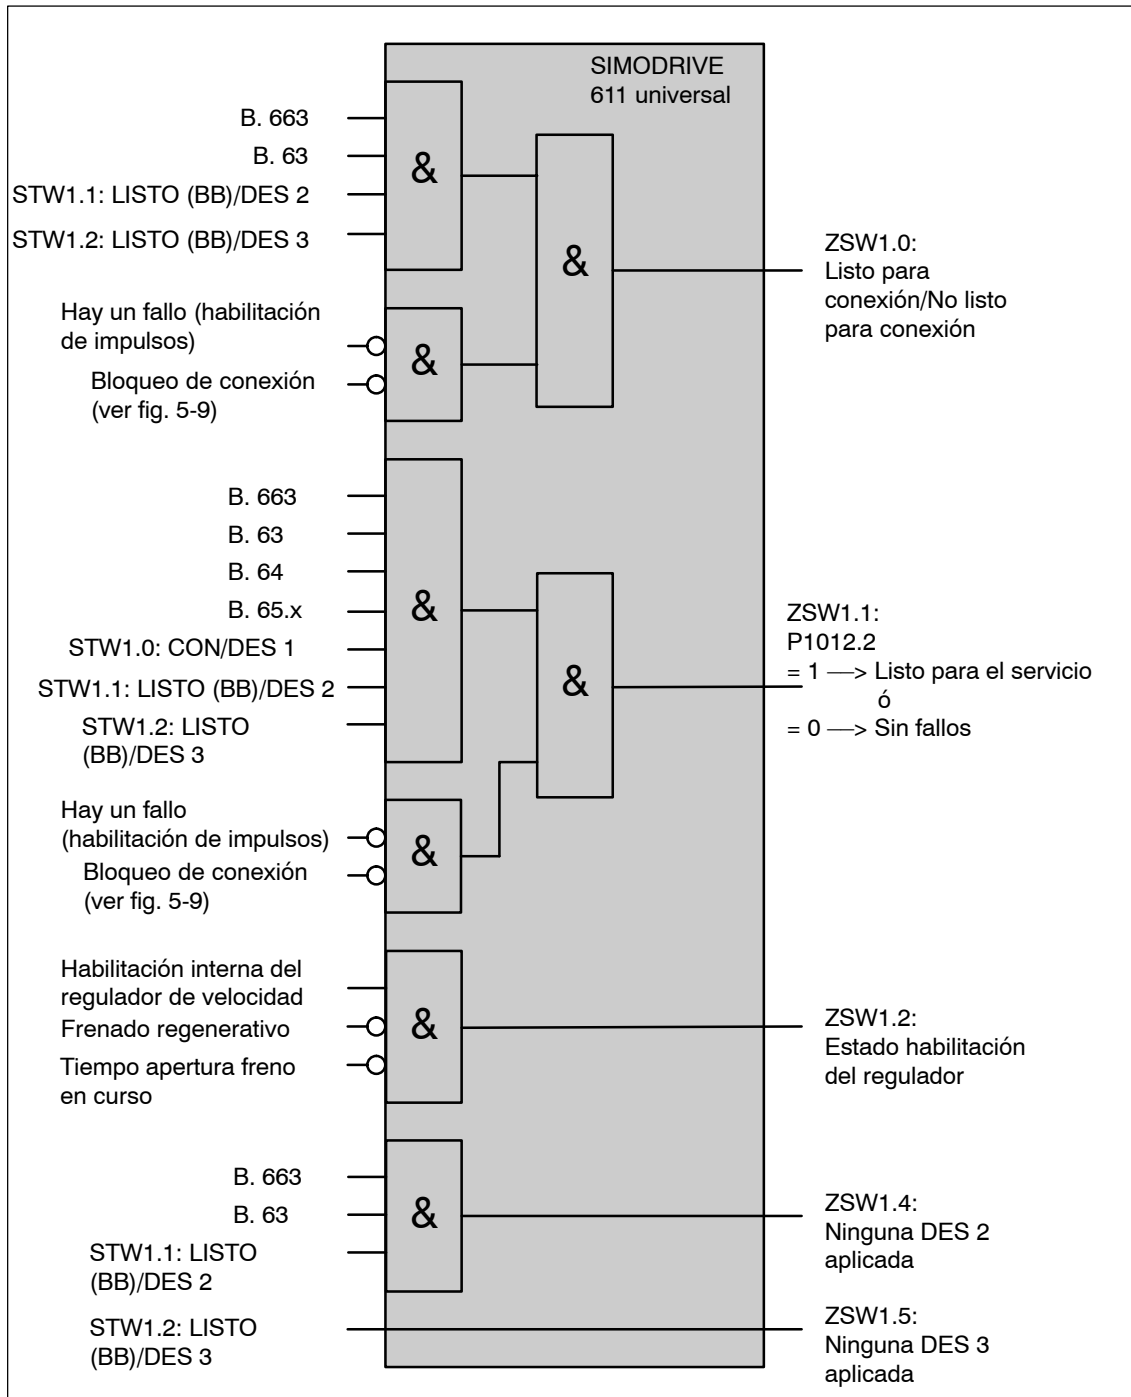 SIMODRIVE
611 universal
B. 663
B. 63
STW1.1: LISTO (BB)/DES 2
STW1.2: LISTO (BB)/DES 3
&
&
ZSW1.0:
Listo para
conexión/No listo
para conexión
Hay un fallo (habilitación
de impulsos)
Bloqueo de conexión
(ver fig. 5-9)
&
B. 663
B. 63
B. 64
B. 65.x
STW1.0: CON/DES 1
STW1.1: LISTO (BB)/DES 2
STW1.2: LISTO
(BB)/DES 3
&
&
ZSW1.1:
P1012.2
= 1 —> Listo para el servicio
ó
= 0 —> Sin fallos
Hay un fallo
(habilitación de impulsos)
Bloqueo de conexión
(ver fig. 5-9)
&
Habilitación interna del
regulador de velocidad
Frenado regenerativo
Tiempo apertura freno
en curso
&
ZSW1.2:
Estado habilitación
del regulador
B. 663
B. 63
STW1.1: LISTO
(BB)/DES 2
&
ZSW1.4:
Ninguna DES 2
aplicada
STW1.2: LISTO
(BB)/DES 3
ZSW1.5:
Ninguna DES 3
aplicada